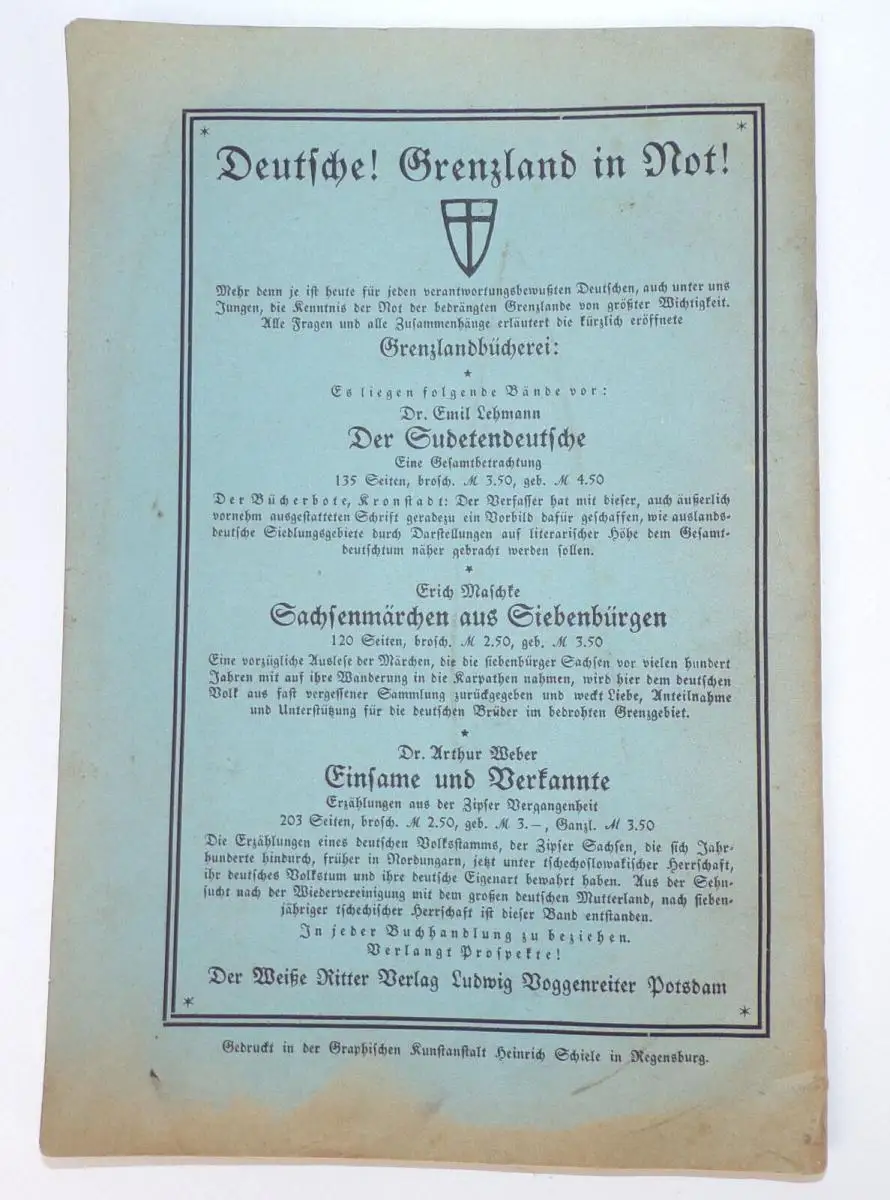 Deutsche! Grenzland in Not!
Mehr denn je ist heute für jeden verantwortungsbewußten Deutschen, auch unter uns
Jungen, die Kenntnis der Not der bedrängten Grenzlande von größter Wichtigkeit.
Alle Fragen und alle Zusammenhänge erläutert die kürzlich eröffnete
Grenzlandbücherei:
*
Es liegen folgende Bände vor:
Dr. Emil Lehmann
Der Sudetendeutsche
Eine Gesamtbetrachtung
135 Seiten, brosch. M 3.50, geb. M 4.50
Der Bücherbote, Kronstadt: Der Verfasser hat mit dieser, auch äußerlich
vornehm ausgestatteten Schrift geradezu ein Vorbild dafür geschaffen, wie auslands-
deutsche Siedlungsgebiete durch Darstellungen auf literarischer Höhe dem Gesamt-
deutschtum näher gebracht werden sollen.
*
Erich Maschke
Sachsenmärchen aus Siebenbürgen
120 Seiten, brosch. M 2.50, geb. M 3.50
Eine vorzügliche Auslese der Märchen, die die siebenbürger Sachsen vor vielen hundert
Jahren mit auf ihre Wanderung in die Karpathen nahmen, wird hier dem deutschen
Volk aus fast vergessener Sammlung zurückgegeben und weckt Liebe, Anteilnahme
und Unterstützung für die deutschen Brüder im bedrohten Grenzgebiet.
*
Dr. Arthur Weber
Einsame und Verkannte
Erzählungen aus der Zipser Vergangenheit
203 Seiten, brosch. M 2.50, geb. M 3.–, Ganzl. M 3.50
Die Erzählungen eines deutschen Volksstamms, der Zipser Sachsen, die sich Jahr-
hunderte hindurch, früher in Nordungarn, jetzt unter tschechoslowakischer Herrschaft,
ihr deutsches Volkstum und ihre deutsche Eigenart bewahrt haben. Aus der Sehn-
sucht nach der Wiedervereinigung mit dem großen deutschen Mutterland, nach sieben-
jähriger tschechischer Herrschaft ist dieser Band entstanden.
In jeder Buchhandlung zu beziehen.
Verlangt Prospekte!
Der Weiße Ritter Verlag Ludwig Voggenreiter Potsdam
Gedruckt in der Graphischen Kunstanstalt Heinrich Schiele in Regensburg.